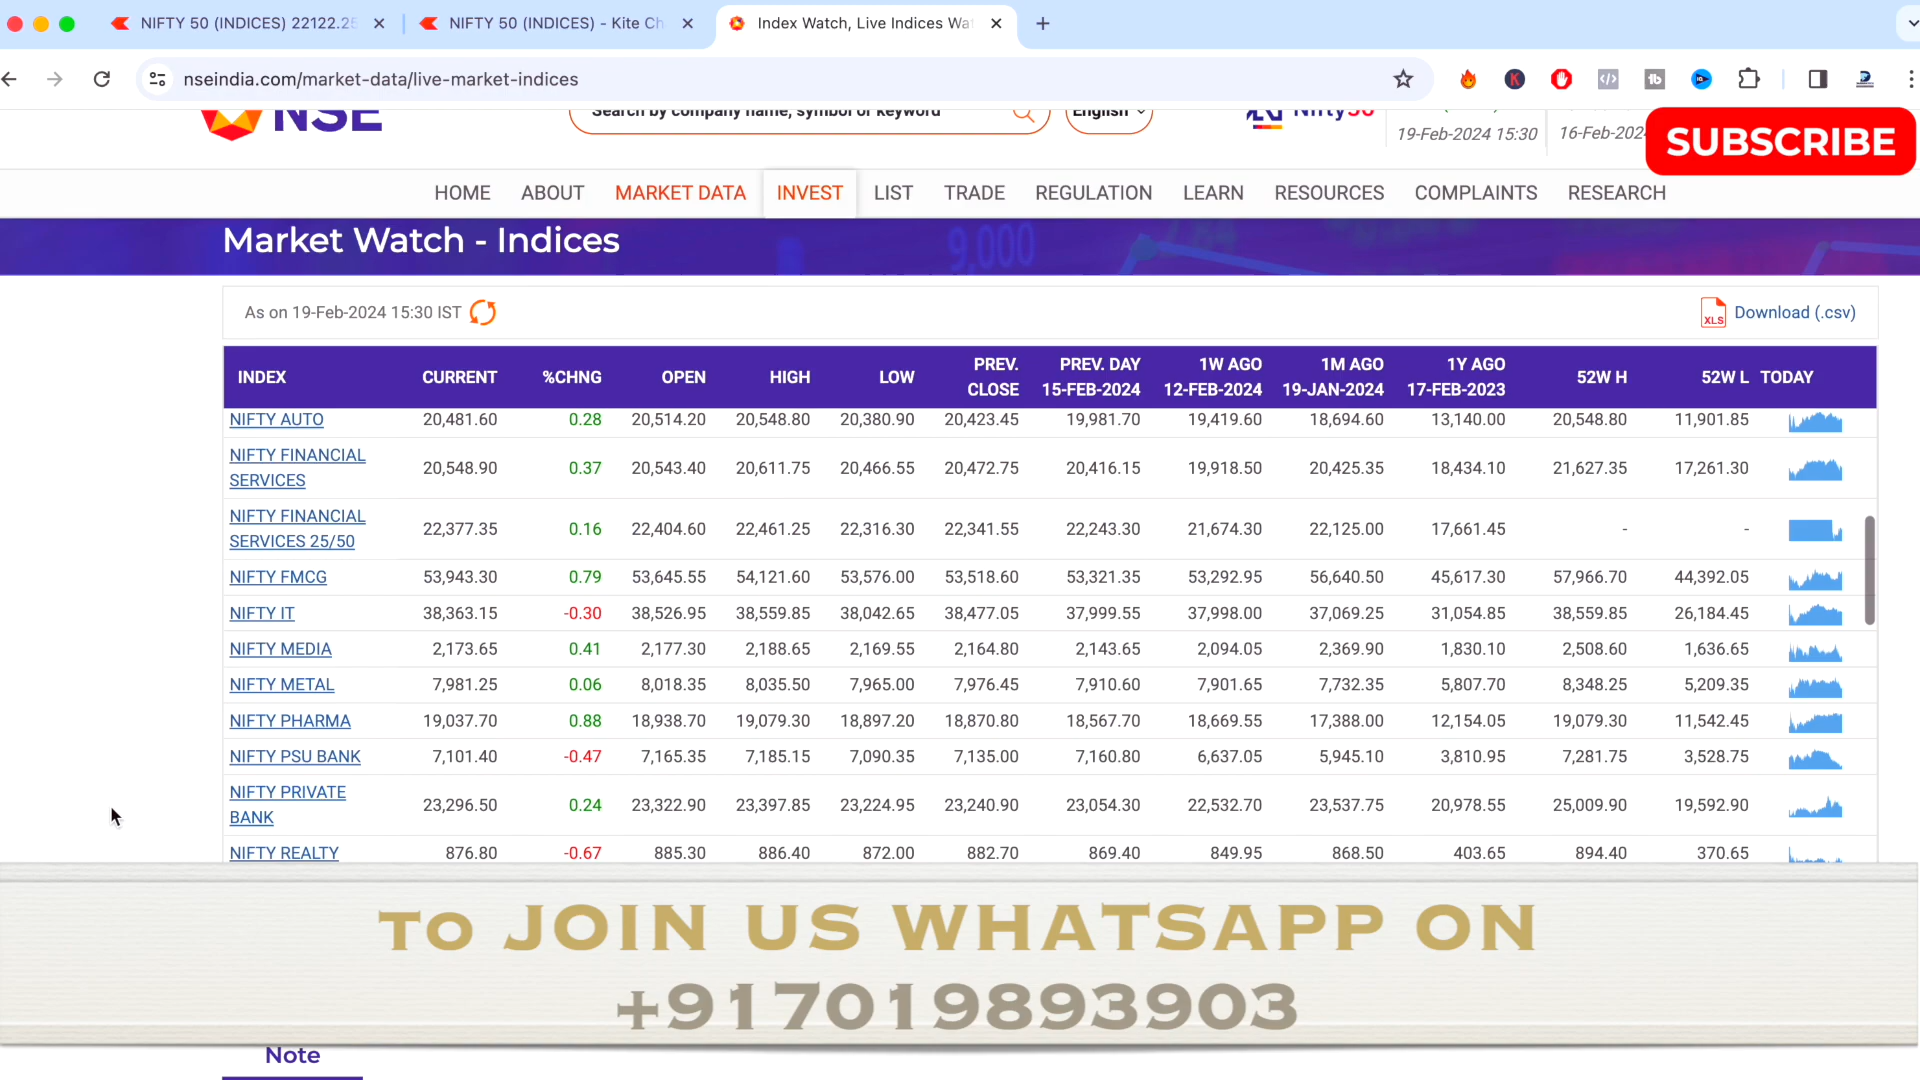 NIFTY 50 (INDICES) 22122.25
NIFTY 50 (INDICES) - Kite Ch
Index Watch, Live Indices Wat
nseindia.com/market-data/live-market-indices
NSE
Search by company name, symbol or keyword
English
Nifty50
19-Feb-2024 15:30
16-Feb-2024
SUBSCRIBE
HOME ABOUT MARKET DATA INVEST LIST TRADE REGULATION LEARN RESOURCES COMPLAINTS RESEARCH
9,000
Market Watch - Indices
As on 19-Feb-2024 15:30 IST
XLS Download (.csv)
INDEX CURRENT %CHNG OPEN HIGH LOW PREV. CLOSE PREV. DAY 15-FEB-2024 1W AGO 12-FEB-2024 1M AGO 19-JAN-2024 1Y AGO 17-FEB-2023 52W H 52W L TODAY
NIFTY AUTO 20,481.60 0.28 20,514.20 20,548.80 20,380.90 20,423.45 19,981.70 19,419.60 18,694.60 13,140.00 20,548.80 11,901.85
NIFTY FINANCIAL SERVICES 20,548.90 0.37 20,543.40 20,611.75 20,466.55 20,472.75 20,416.15 19,918.50 20,425.35 18,434.10 21,627.35 17,261.30
NIFTY FINANCIAL SERVICES 25/50 22,377.35 0.16 22,404.60 22,461.25 22,316.30 22,341.55 22,243.30 21,674.30 22,125.00 17,661.45 - -
NIFTY FMCG 53,943.30 0.79 53,645.55 54,121.60 53,576.00 53,518.60 53,321.35 53,292.95 56,640.50 45,617.30 57,966.70 44,392.05
NIFTY IT 38,363.15 -0.30 38,526.95 38,559.85 38,042.65 38,477.05 37,999.55 37,998.00 37,069.25 31,054.85 38,559.85 26,184.45
NIFTY MEDIA 2,173.65 0.41 2,177.30 2,188.65 2,169.55 2,164.80 2,143.65 2,094.05 2,369.90 1,830.10 2,508.60 1,636.65
NIFTY METAL 7,981.25 0.06 8,018.35 8,035.50 7,965.00 7,976.45 7,910.60 7,901.65 7,732.35 5,807.70 8,348.25 5,209.35
NIFTY PHARMA 19,037.70 0.88 18,938.70 19,079.30 18,897.20 18,870.80 18,567.70 18,669.55 17,388.00 12,154.05 19,079.30 11,542.45
NIFTY PSU BANK 7,101.40 -0.47 7,165.35 7,185.15 7,090.35 7,135.00 7,160.80 6,637.05 5,945.10 3,810.95 7,281.75 3,528.75
NIFTY PRIVATE BANK 23,296.50 0.24 23,322.90 23,397.85 23,224.95 23,240.90 23,054.30 22,532.70 23,537.75 20,978.55 25,009.90 19,592.90
NIFTY REALTY 876.80 -0.67 885.30 886.40 872.00 882.70 869.40 849.95 868.50 403.65 894.40 370.65
To JOIN US WHATSAPP ON
+917019893903
Note